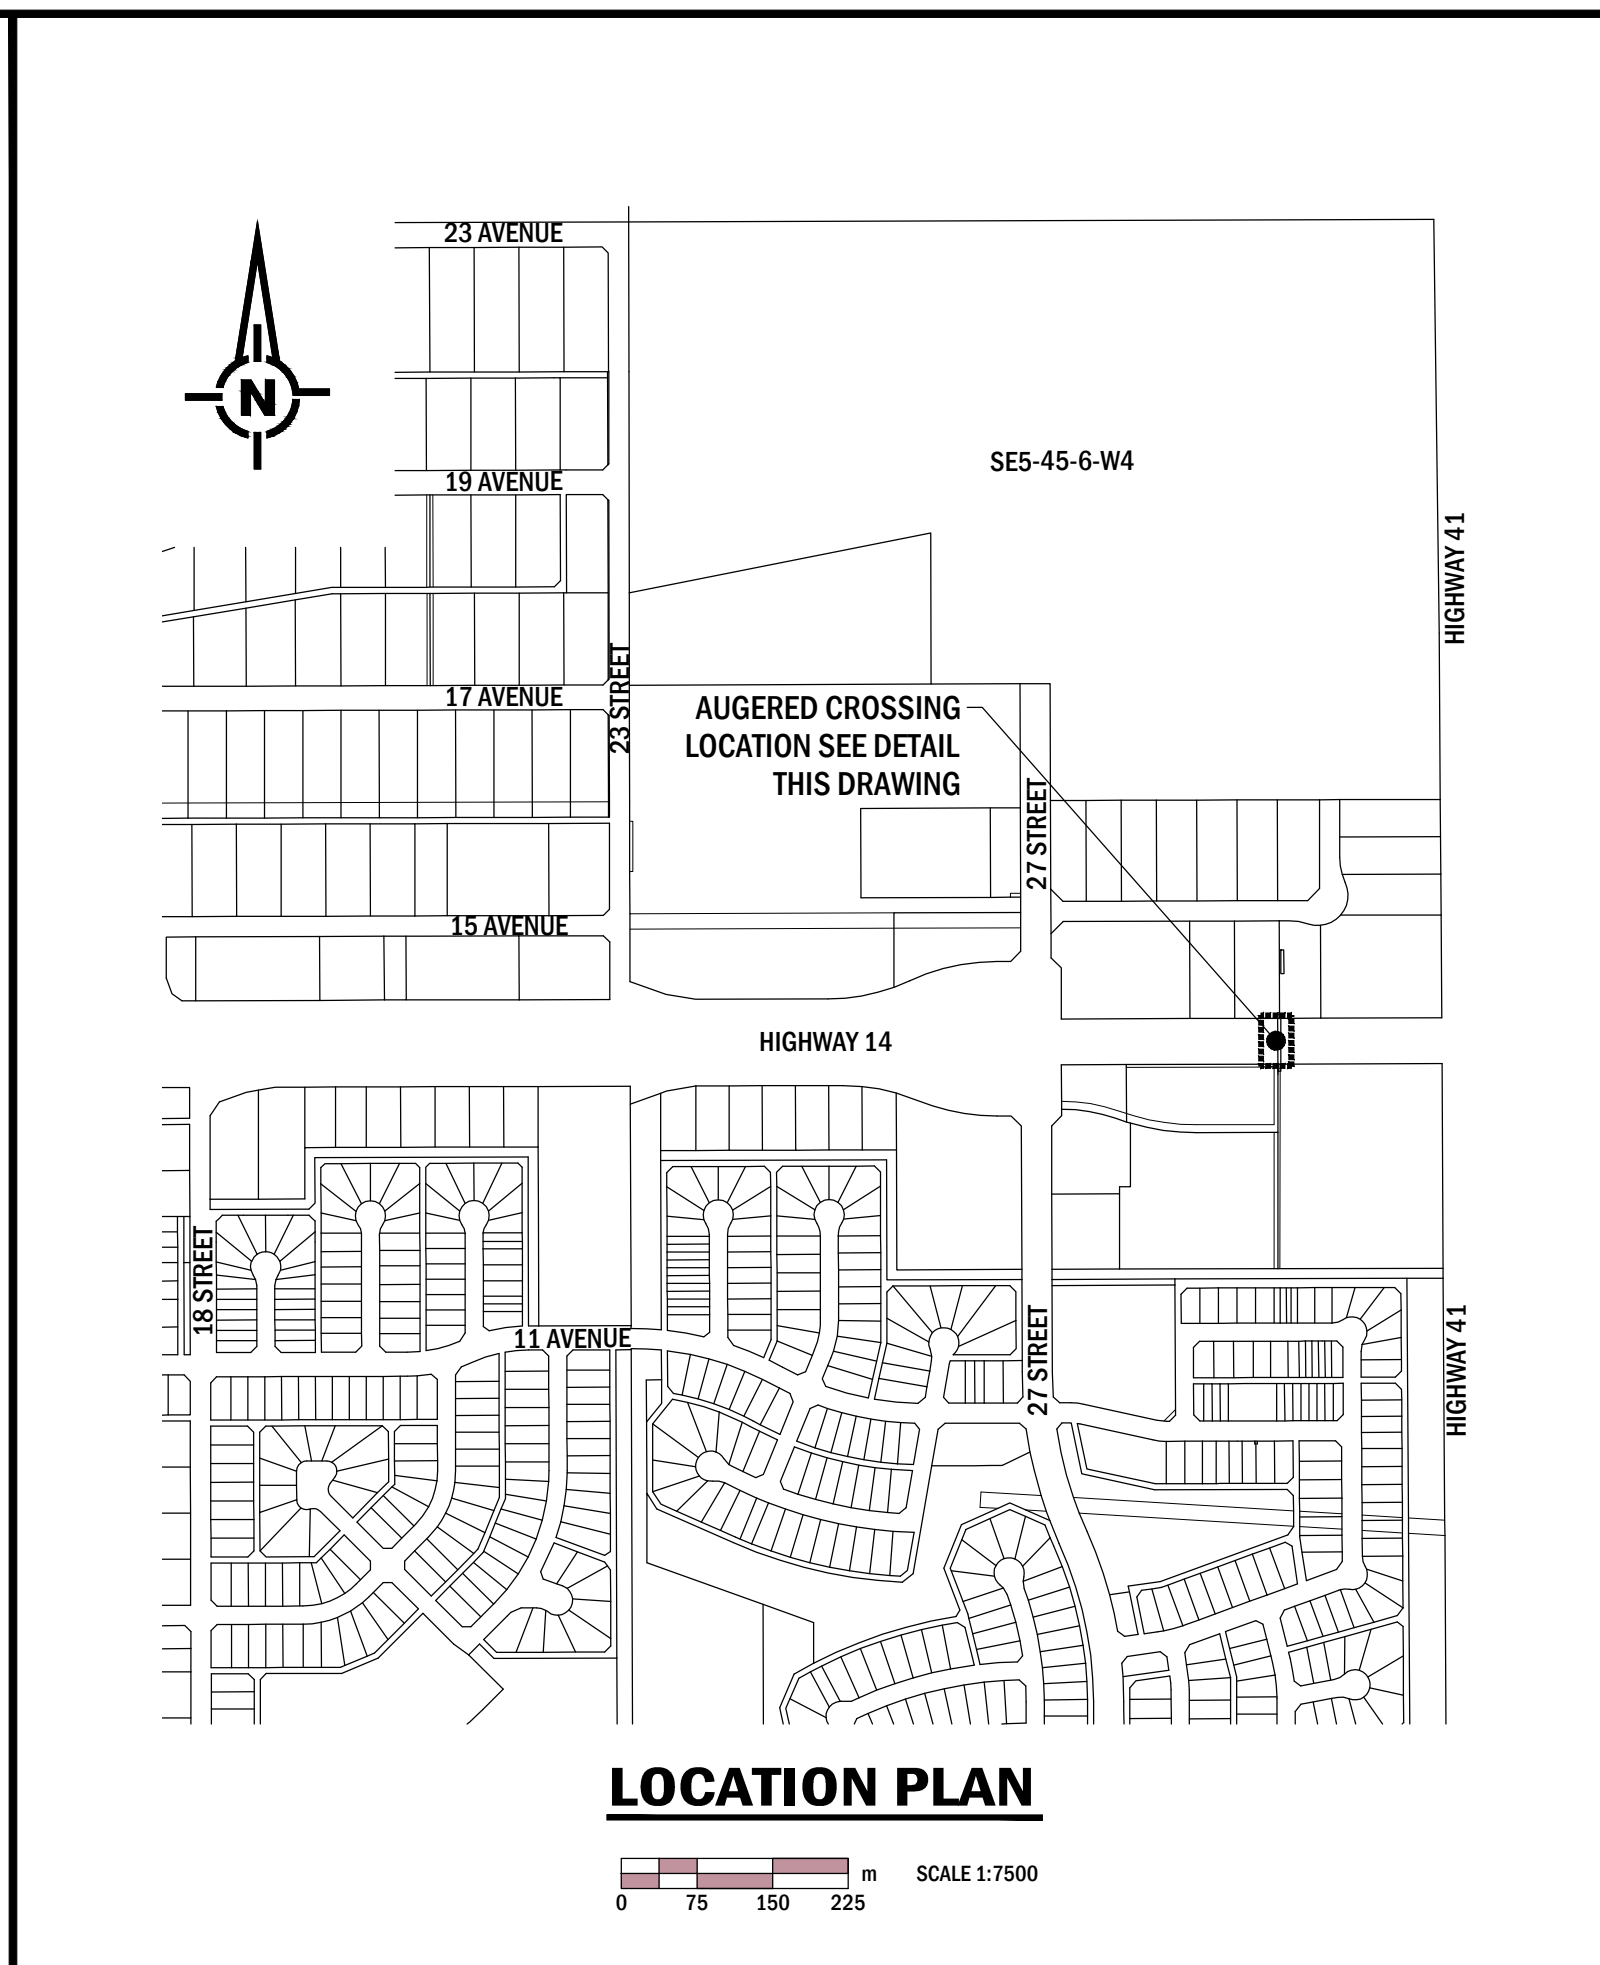 23 AVENUE
N
SE5-45-6-W4
19 AVENUE
HIGHWAY 41
23 STREET
17 AVENUE
AUGERED CROSSING
LOCATION SEE DETAIL
THIS DRAWING
27 STREET
15 AVENUE
HIGHWAY 14
18 STREET
11 AVENUE
27 STREET
HIGHWAY 41
LOCATION PLAN
m SCALE 1:7500
0 75 150 225